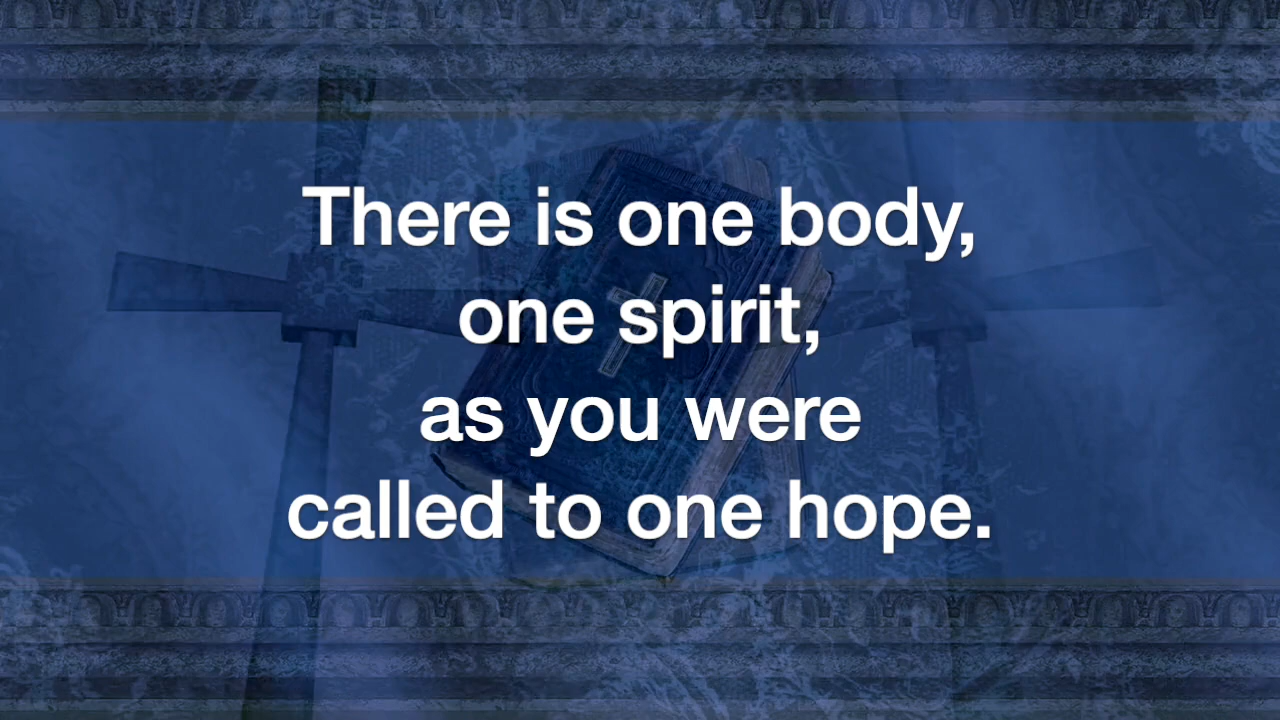 There is one body,
one spirit,
as you were
called to one hope.